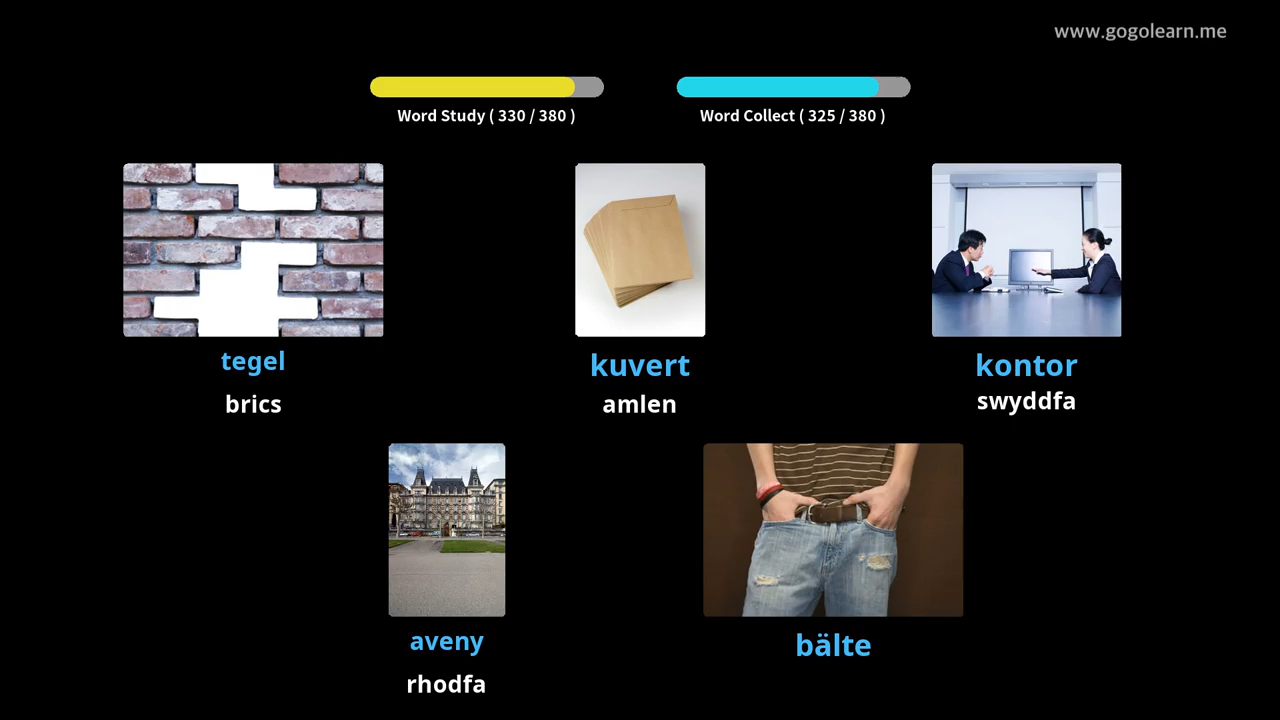 www.gogolearn.me
Word Study ( 330 / 380 )
Word Collect ( 325 / 380 )
tegel
brics
kuvert
amlen
kontor
swyddfa
aveny
rhodfa
bälte